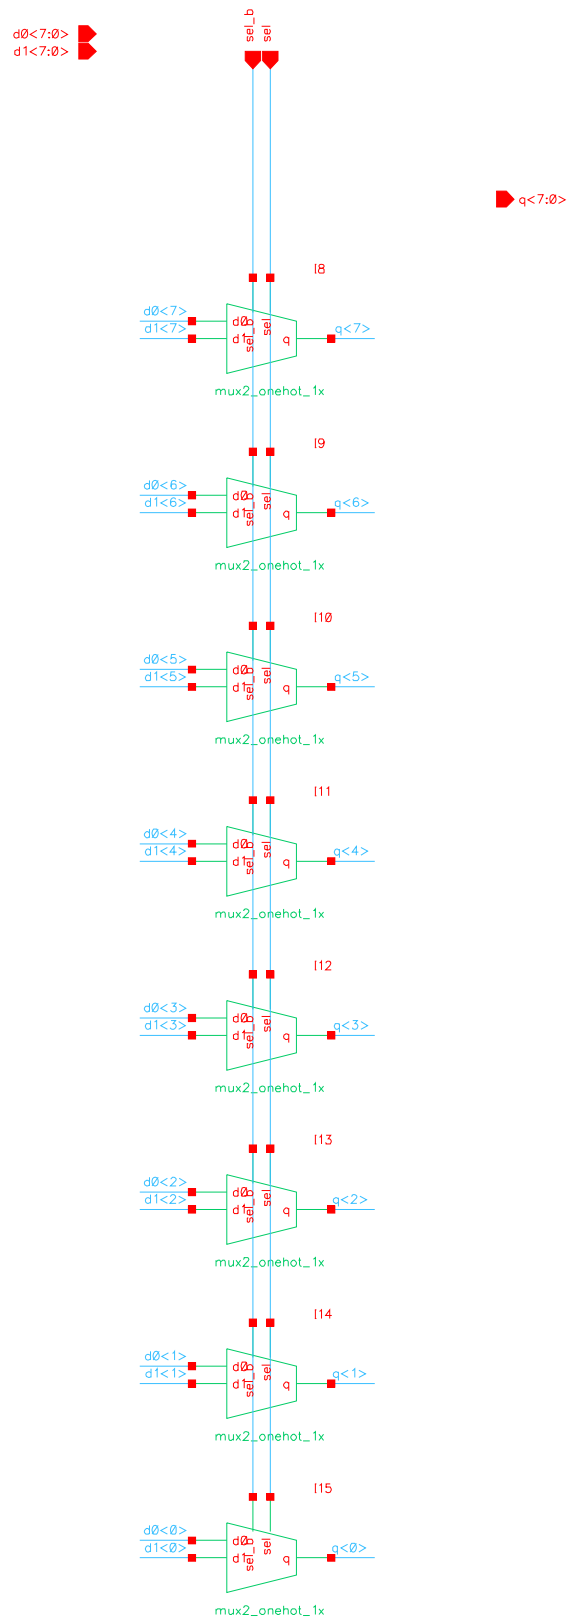 sel_b
sel
d0<7:0>
d1<7:0>
q<7:0>
I8
d0<7>
d1<7>
d0
d1
sel_b
sel
q
q<7>
mux2_onehot_1x
I9
d0<6>
d1<6>
d0
d1
sel_b
sel
q
q<6>
mux2_onehot_1x
I10
d0<5>
d1<5>
d0
d1
sel_b
sel
q
q<5>
mux2_onehot_1x
I11
d0<4>
d1<4>
d0
d1
sel_b
sel
q
q<4>
mux2_onehot_1x
I12
d0<3>
d1<3>
d0
d1
sel_b
sel
q
q<3>
mux2_onehot_1x
I13
d0<2>
d1<2>
d0
d1
sel_b
sel
q
q<2>
mux2_onehot_1x
I14
d0<1>
d1<1>
d0
d1
sel_b
sel
q
q<1>
mux2_onehot_1x
I15
d0<0>
d1<0>
d0
d1
sel_b
sel
q
q<0>
mux2_onehot_1x